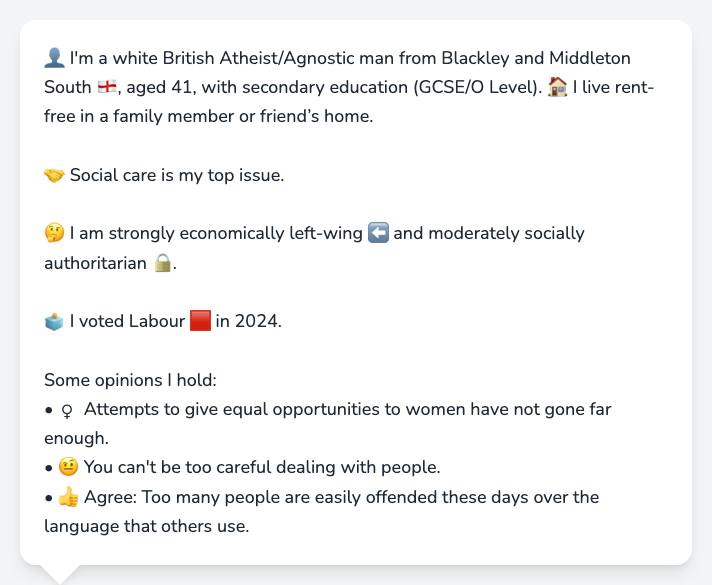 👤 I'm a white British Atheist/Agnostic man from Blackley and Middleton
South 🏴󠁧󠁢󠁥󠁮󠁧󠁿, aged 41, with secondary education (GCSE/O Level). 🏠 I live rent-
free in a family member or friend’s home.
🤝 Social care is my top issue.
🤔 I am strongly economically left-wing ⬅️ and moderately socially
authoritarian 🔒.
🗳️ I voted Labour 🟥 in 2024.
Some opinions I hold:
• ♀ Attempts to give equal opportunities to women have not gone far
enough.
• 🤨 You can't be too careful dealing with people.
• 👍 Agree: Too many people are easily offended these days over the
language that others use.